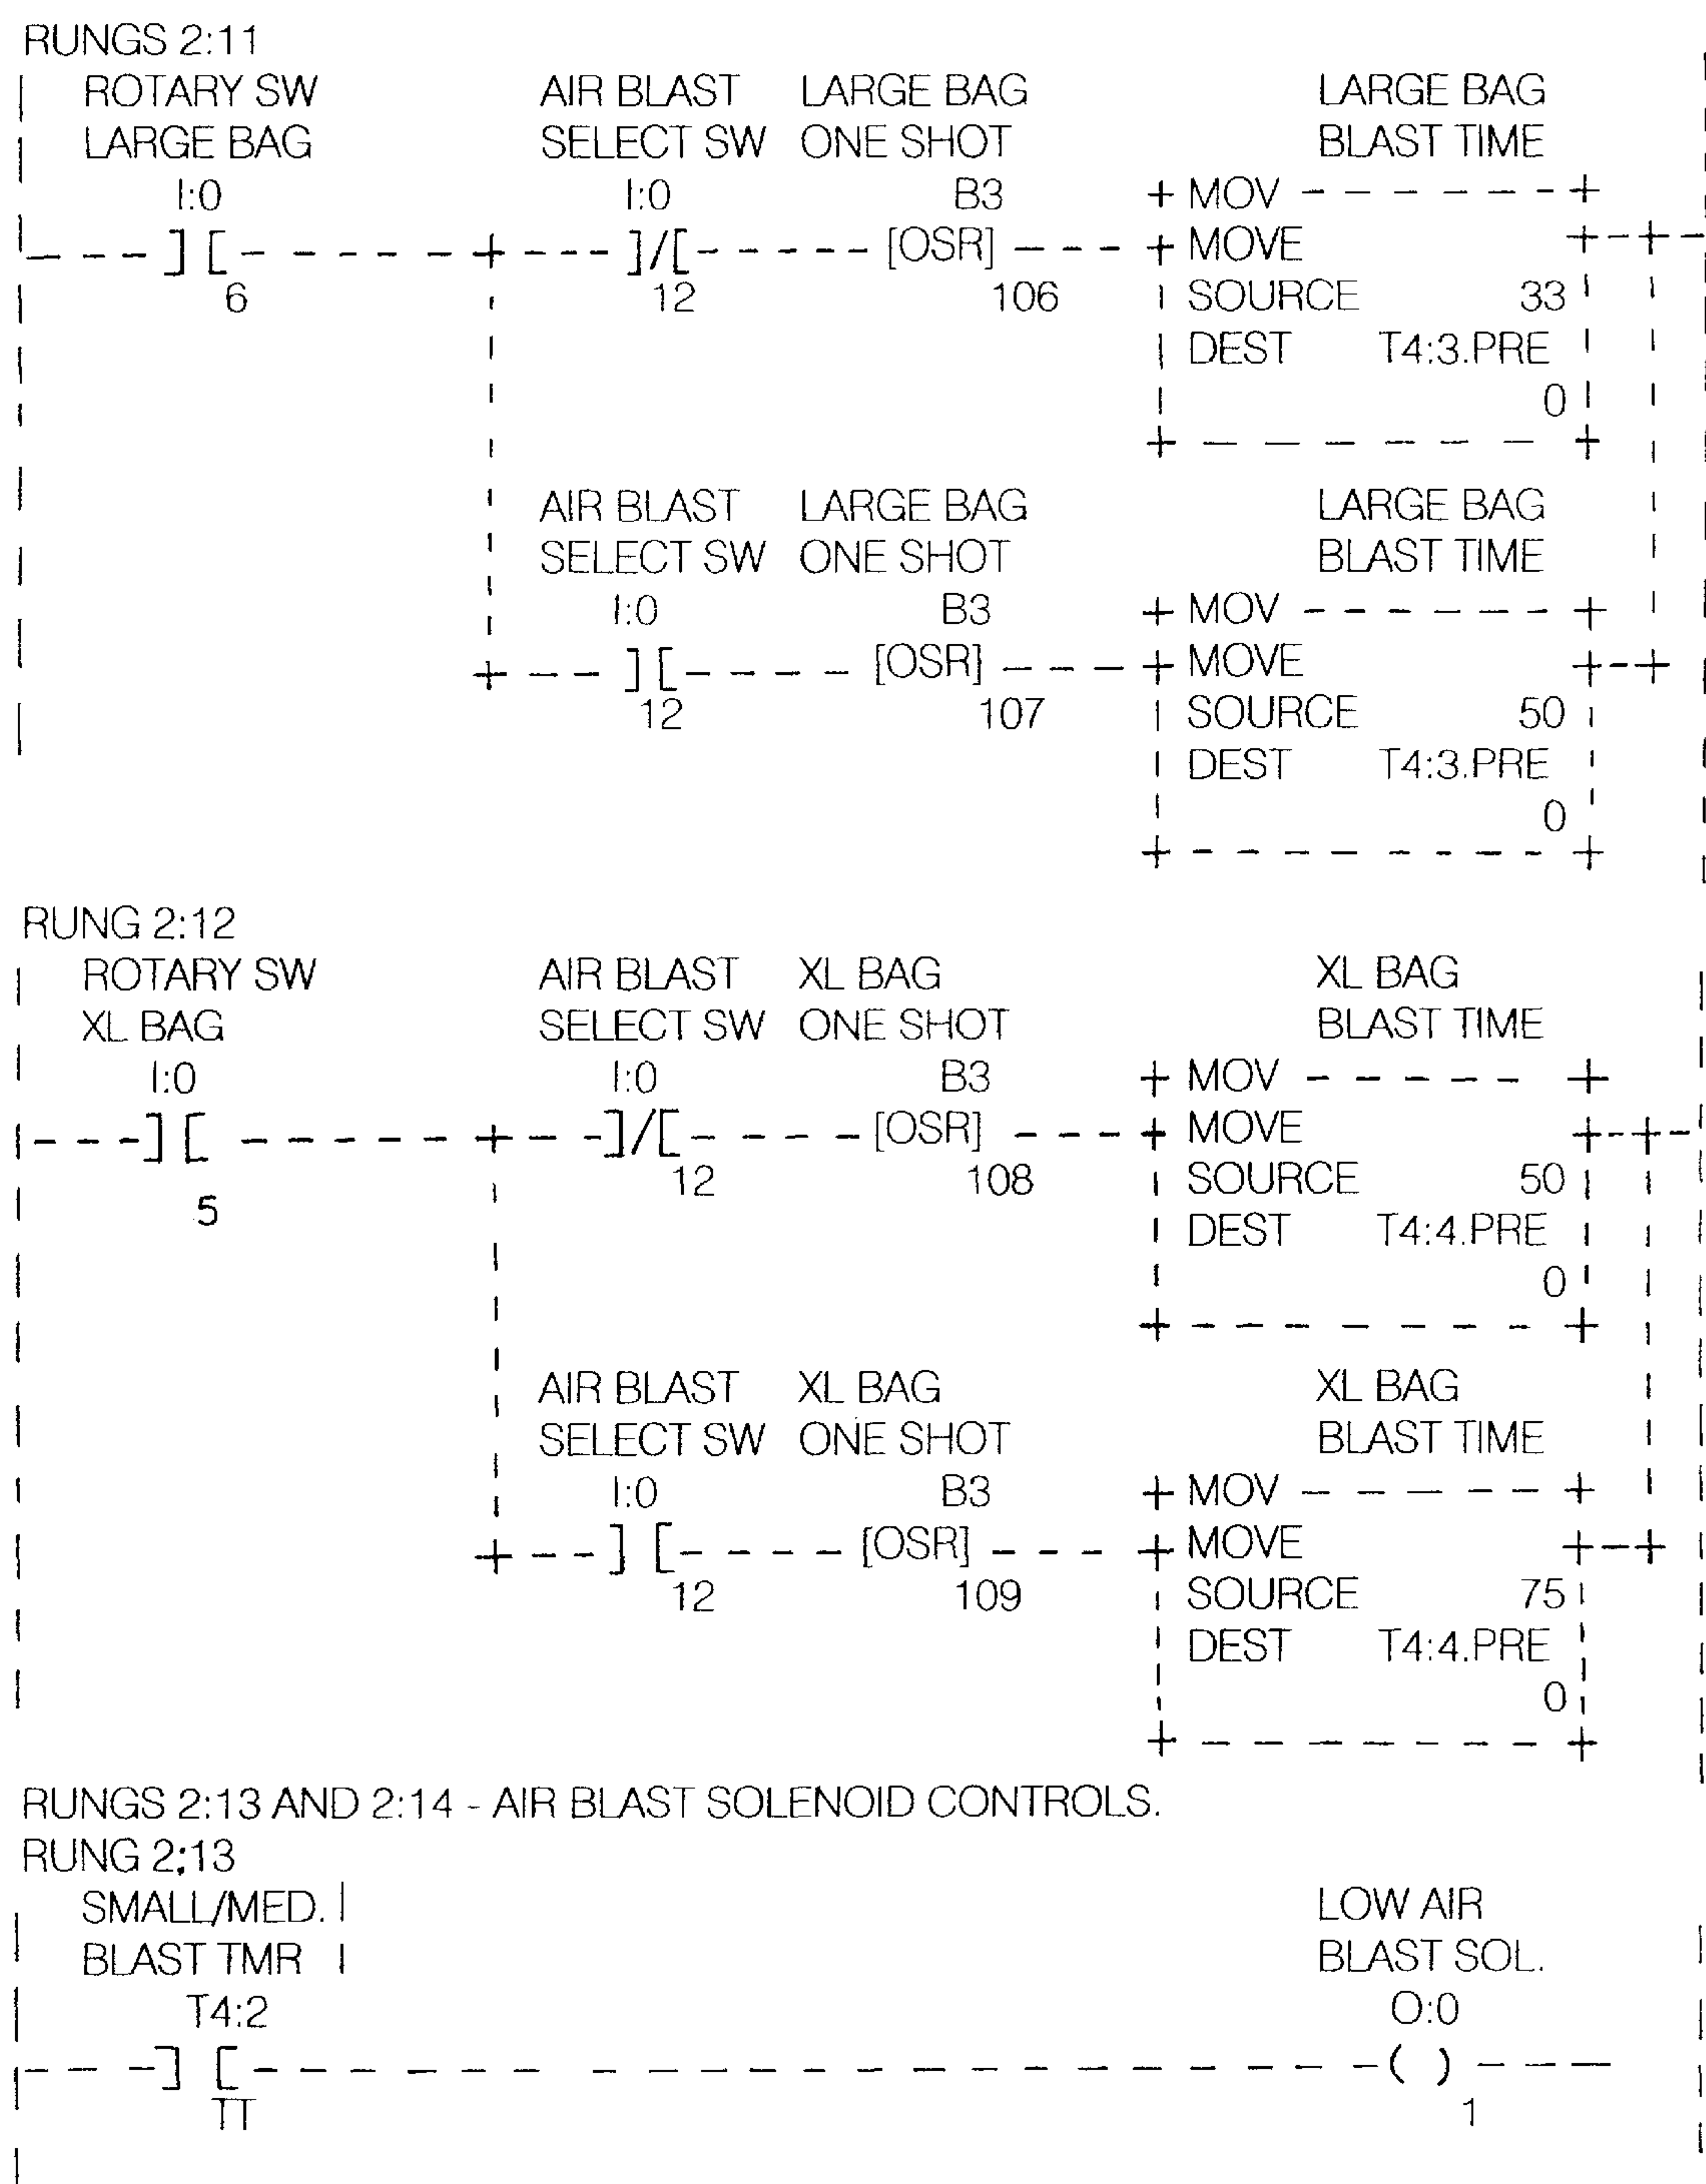 RUNGS 2:11
ROTARY SW AIR BLAST LARGE BAG LARGE BAG
LARGE BAG SELECT SW ONE SHOT BLAST TIME
I:0 I:0 B3 + MOV - - - - - - +
- - - ] [ - - - - - + - - - ]/[ - - - - - [OSR] - - - + MOVE + - + -
6 12 106 SOURCE 33
DEST T4:3.PRE
0
+ - - - - - - - +
AIR BLAST LARGE BAG LARGE BAG
SELECT SW ONE SHOT BLAST TIME
I:0 B3 + MOV - - - - - - +
+ - - - ] [ - - - - [OSR] - - - + MOVE + - +
12 107 SOURCE 50
DEST T4:3.PRE
0
+ - - - - - - - - +
RUNG 2:12
ROTARY SW AIR BLAST XL BAG XL BAG
XL BAG SELECT SW ONE SHOT BLAST TIME
I:0 I:0 B3 + MOV - - - - - +
- - - ] [ - - - - - - + - - - ]/[ - - - - [OSR] - - - + MOVE + - + -
5 12 108 SOURCE 50
DEST T4:4.PRE
0
+ - - - - - - - - +
AIR BLAST XL BAG XL BAG
SELECT SW ONE SHOT BLAST TIME
I:0 B3 + MOV - - - - - - +
+ - - - ] [ - - - - [OSR] - - - + MOVE + - +
12 109 SOURCE 75
DEST T4:4.PRE
0
+ - - - - - - - - +
RUNGS 2:13 AND 2:14 - AIR BLAST SOLENOID CONTROLS.
RUNG 2:13
SMALL/MED. | LOW AIR
BLAST TMR | BLAST SOL.
T4:2 O:0
- - - ] [ - - - - - - - - - - - - - - - - - - - ( ) - - -
TT 1